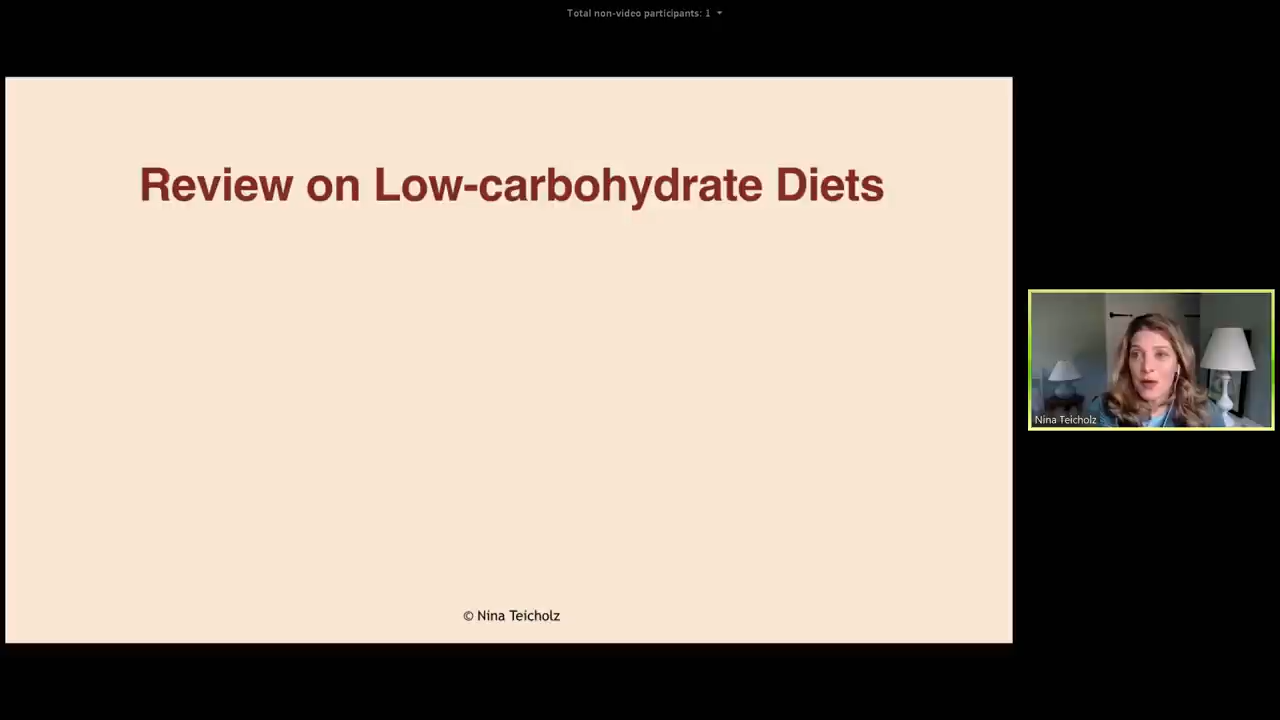 Total non-video participants: 1
Review on Low-carbohydrate Diets
Nina Teicholz
© Nina Teicholz